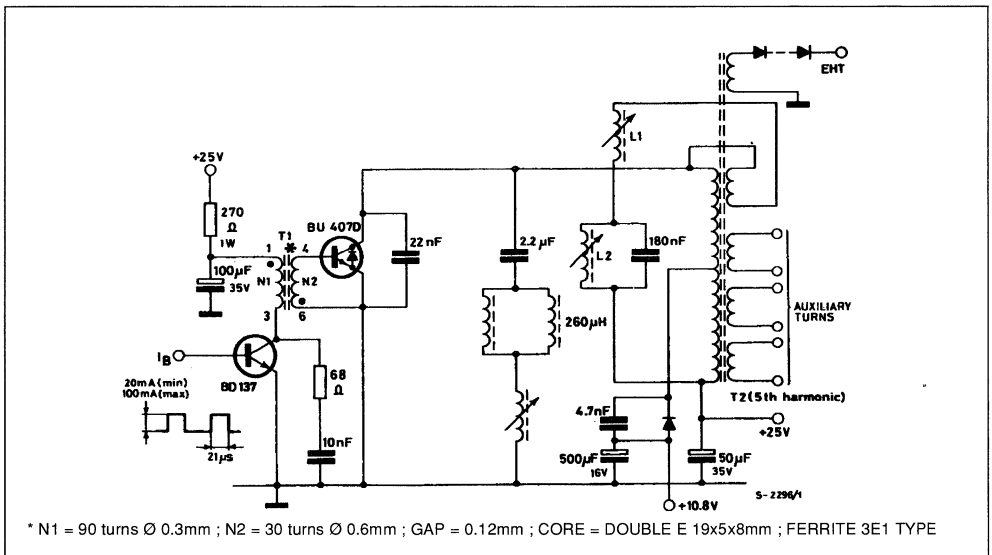 EHT
L1
+25V
270
Ω
1W
T1
*
BU 407D
1
4
22nF
2.2µF
L2
180nF
100µF
35V
N1
N2
3
6
260µH
AUXILIARY
TURNS
IB
BD137
68
Ω
20mA(min)
100mA(max)
T2(5th harmonic)
+25V
4.7nF
10nF
21µs
500µF
16V
50µF
35V
S-2296/1
+10.8V
* N1 = 90 turns Ø 0.3mm ; N2 = 30 turns Ø 0.6mm ; GAP = 0.12mm ; CORE = DOUBLE E 19x5x8mm ; FERRITE 3E1 TYPE